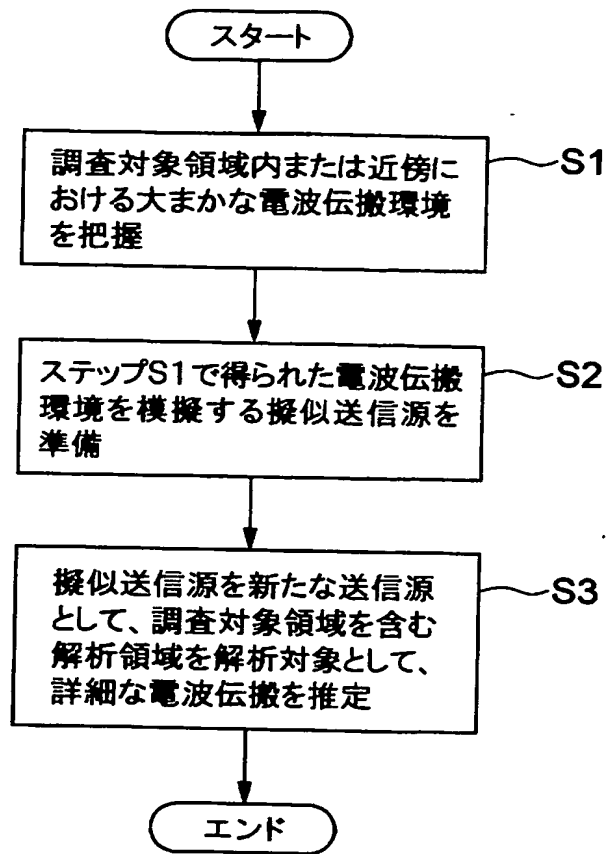 スタート
調査対象領域内または近傍に
おける大まかな電波伝搬環境
を把握
S1
ステップS1で得られた電波伝搬
環境を模擬する擬似送信源を
準備
S2
擬似送信源を新たな送信源
として、調査対象領域を含む
解析領域を解析対象として、
詳細な電波伝搬を推定
S3
エンド